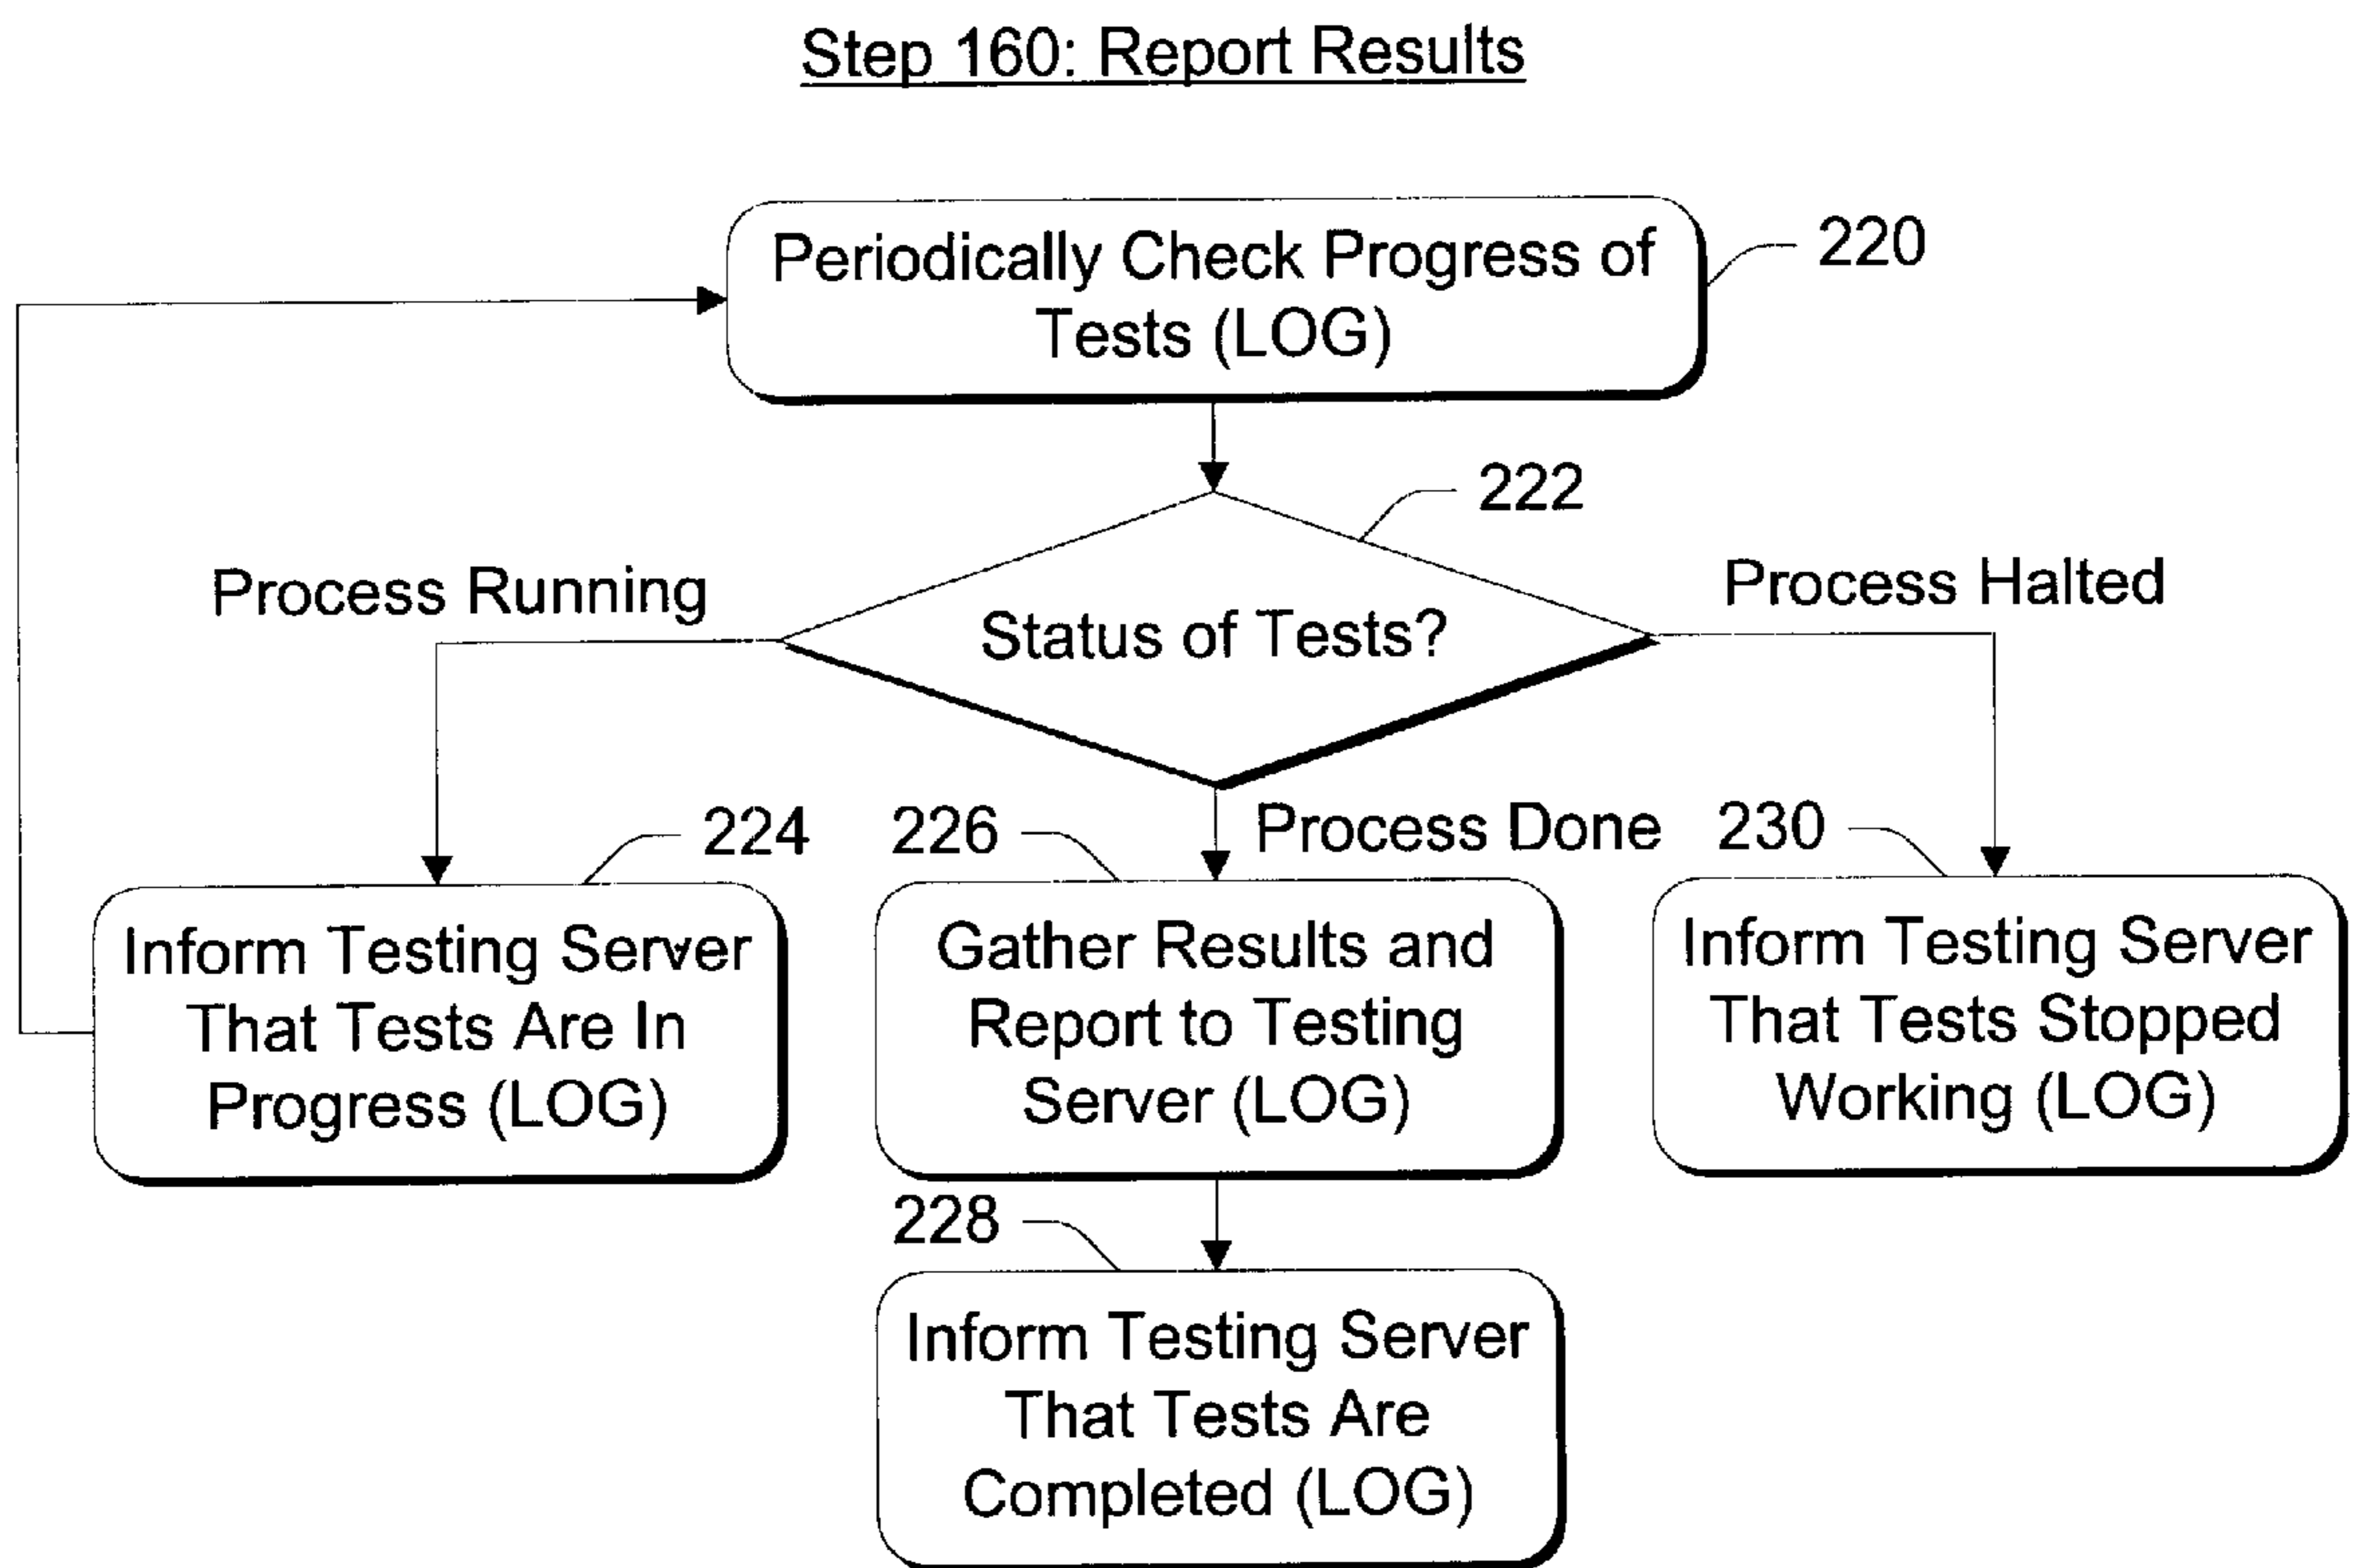 Step 160: Report Results
Periodically Check Progress of
Tests (LOG)
220
222
Process Running
Status of Tests?
Process Halted
224
226
Process Done
230
Inform Testing Server
That Tests Are In
Progress (LOG)
Gather Results and
Report to Testing
Server (LOG)
Inform Testing Server
That Tests Stopped
Working (LOG)
228
Inform Testing Server
That Tests Are
Completed (LOG)